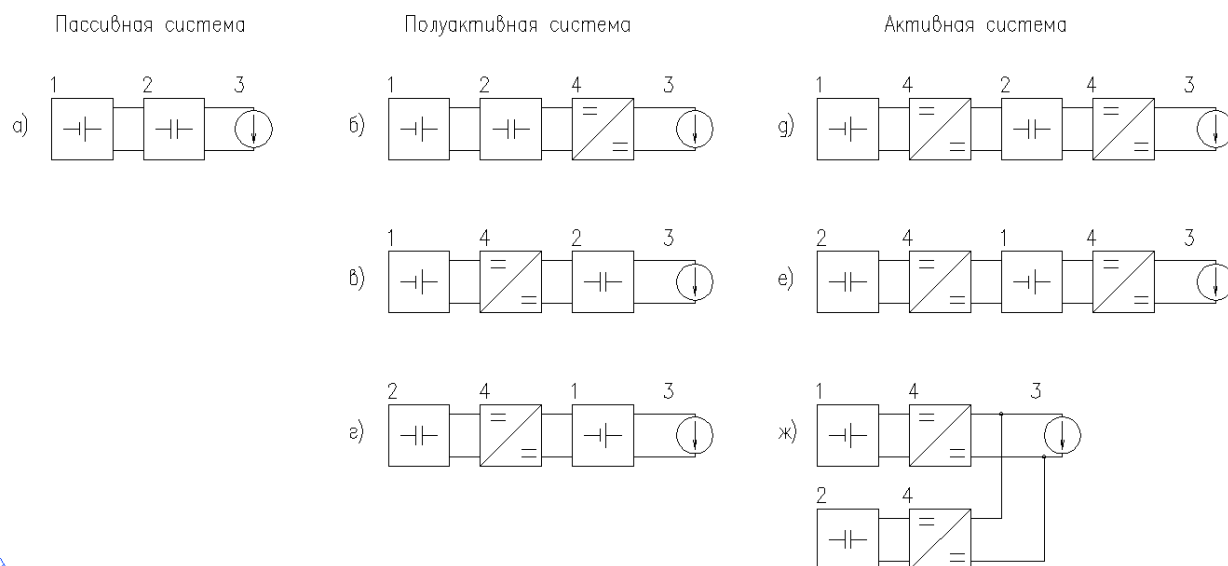 Пассивная система
Полуактивная система
Активная система
1 2 3
1 2 4 3
1 4 2 4 3
а)
б)
д)
1 4 2 3
2 4 1 4 3
в)
е)
2 4 1 3
1 4 3
г)
ж)
2 4